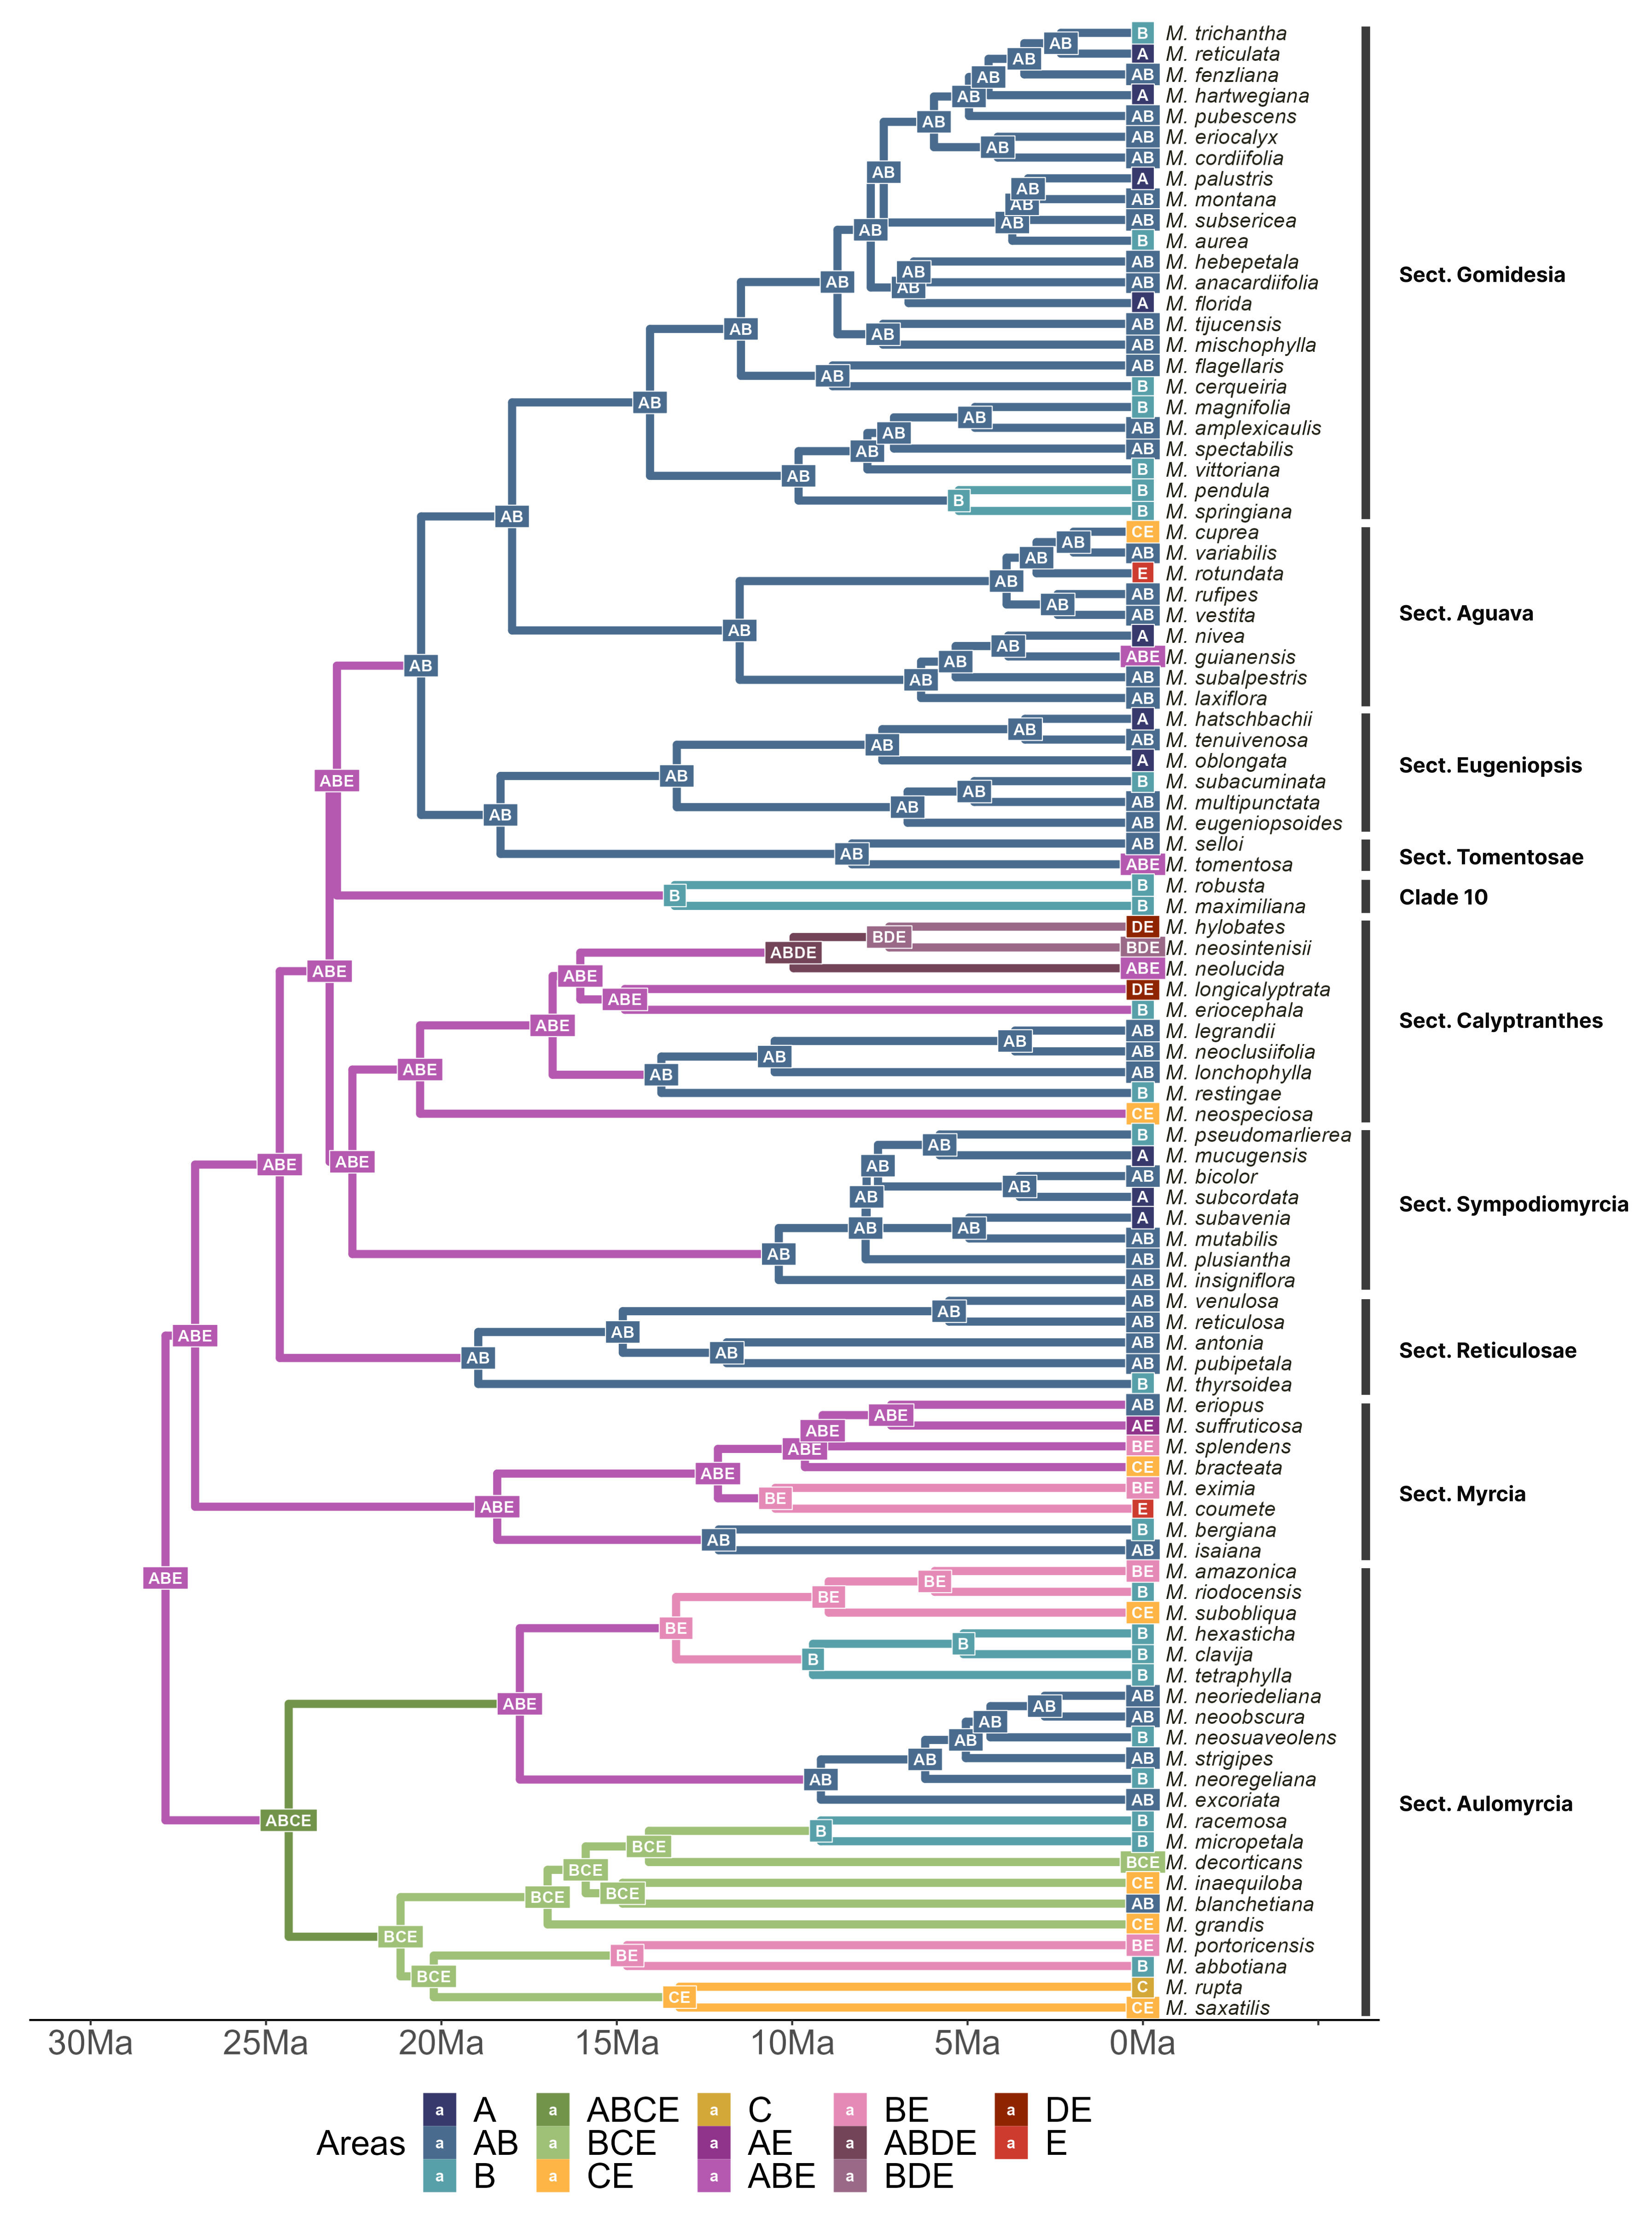 B M. trichantha
AB
A M. reticulata
AB
AB M. fenzliana
AB
A M. hartwegiana
AB
AB M. pubescens
AB
AB M. eriocalyx
AB
AB M. cordiifolia
AB
A M. palustris
AB
AB M. montana
AB
AB M. subsericea
AB
AB
B M. aurea
AB M. hebepetala
AB
Sect. Gomidesia
AB AB M. anacardiifolia
AB
A M. florida
AB M. tijucensis
AB AB
AB M. mischophylla
AB M. flagellaris
AB
B M. cerqueiria
AB
B M. magnifolia
AB
AB M. amplexicaulis
AB
AB M. spectabilis
AB
B M. vittoriana
AB
B M. pendula
B
B M. springiana
AB
CE M. cuprea
AB
AB M. variabilis
AB
E M. rotundata
AB
AB M. rufipes
AB
Sect. Aguava
AB M. vestita
AB
A M. nivea
AB
ABE M. guianensis
AB
AB
AB M. subalpestris
AB
AB M. laxiflora
A M. hatschbachii
AB
AB M. tenuivenosa
AB
A M. oblongata
Sect. Eugeniopsis
AB
ABE
B M. subacuminata
AB
AB M. multipunctata
AB
AB
AB M. eugeniopsoides
AB M. selloi
AB
Sect. Tomentosae
ABE M. tomentosa
B M. robusta
B
Clade 10
B M. maximiliana
DE M. hylobates
BDE
BDE M. neosintenisii
ABDE
ABE M. neolucida
ABE
ABE
DE M. longicalyptrata
ABE
B M. eriocephala
Sect. Calyptranthes
ABE
AB M. legrandii
AB
AB M. neoclusiifolia
AB
ABE AB
AB M. lonchophylla
B M. restingae
CE M. neospeciosa
B M. pseudomarlierea
AB
A M. mucugensis
ABE ABE AB
AB M. bicolor
AB
AB
A M. subcordata
Sect. Sympodiomyrcia
A M. subavenia
AB AB
AB M. mutabilis
AB
AB M. plusiantha
AB M. insigniflora
AB M. venulosa
AB
AB M. reticulosa
ABE AB
AB M. antonia
AB
Sect. Reticulosae
AB
AB M. pubipetala
B M. thyrsoidea
AB M. eriopus
ABE
AE M. suffruticosa
ABE
BE M. splendens
ABE
CE M. bracteata
ABE
BE M. eximia
BE
Sect. Myrcia
ABE
E M. coumete
B M. bergiana
AB
AB M. isaiana
BE M. amazonica
ABE BE
B M. riodocensis
BE
CE M. subobliqua
BE
B M. hexasticha
B
B M. clavija
B
B M. tetraphylla
AB M. neoriedeliana
ABE AB
AB M. neoobscura
AB
B M. neosuaveolens
AB
AB M. strigipes
AB
B M. neoregeliana
AB
AB M. excoriata
Sect. Aulomyrcia
ABCE B M. racemosa
B
B M. micropetala
BCE
BCE M. decorticans
BCE
CE M. inaequiloba
BCE BCE
AB M. blanchetiana
CE M. grandis
BCE
BE M. portoricensis
BE
B M. abbotiana
BCE
C M. rupta
CE
CE M. saxatilis
30Ma 25Ma 20Ma 15Ma 10Ma 5Ma 0Ma
a A a ABCE a C a BE a DE
Areas a AB a BCE a AE a ABDE a E
a B a CE a ABE a BDE